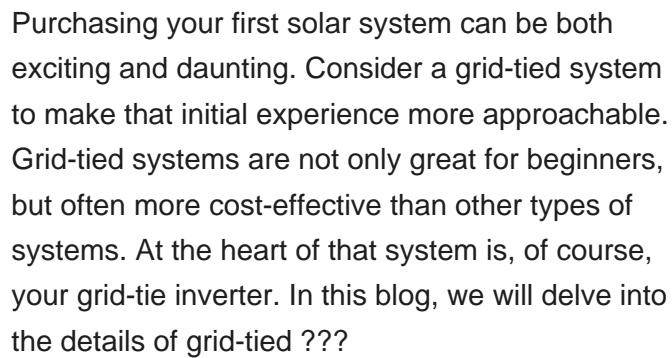 Purchasing your first solar system can be both
exciting and daunting. Consider a grid-tied system
to make that initial experience more approachable.
Grid-tied systems are not only great for beginners,
but often more cost-effective than other types of
systems. At the heart of that system is, of course,
your grid-tie inverter. In this blog, we will delve into
the details of grid-tied ???